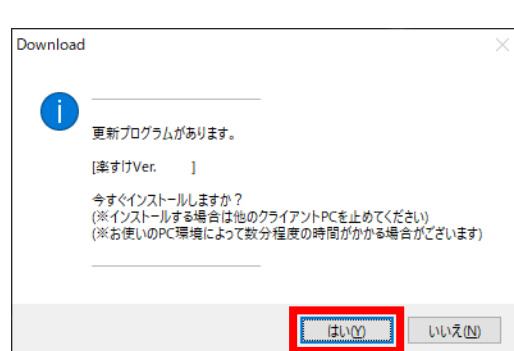 Download
更新プログラムがあります。
[楽すけVer.　　]
今すぐインストールしますか？
(※インストールする場合は他のクライアントPCを止めてください)
(※お使いのPC環境によって数分程度の時間がかかる場合がございます)
はい(Y)
いいえ(N)